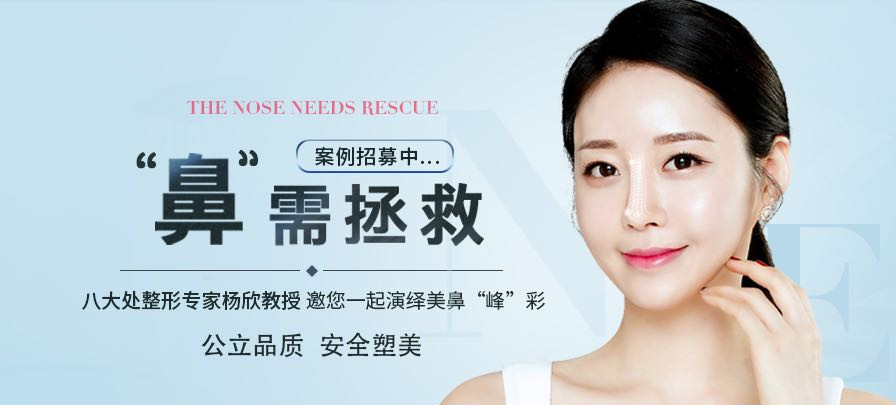 THE NOSE NEEDS RESCUE
案例招募中...
“鼻”需拯救
八大处整形专家杨欣教授 邀您一起演绎美鼻“峰”彩
公立品质 安全塑美
NE